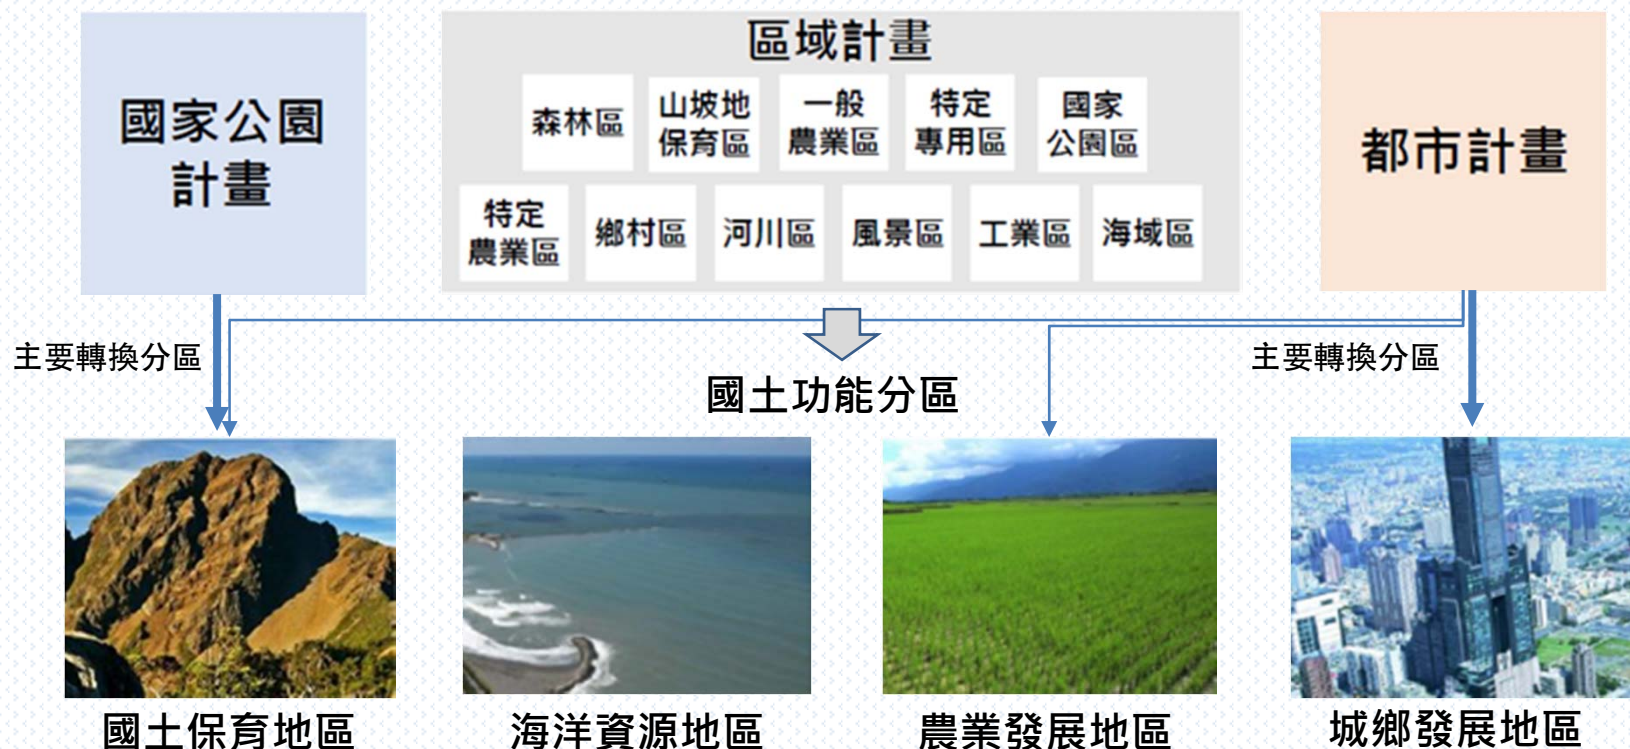 國家公園
計畫
區域計畫
森林區
山坡地
保育區
一般
農業區
特定
專用區
國家
公園區
特定
農業區
鄉村區
河川區
風景區
工業區
海域區
都市計畫
主要轉換分區
主要轉換分區
國土功能分區
國土保育地區
海洋資源地區
農業發展地區
城鄉發展地區